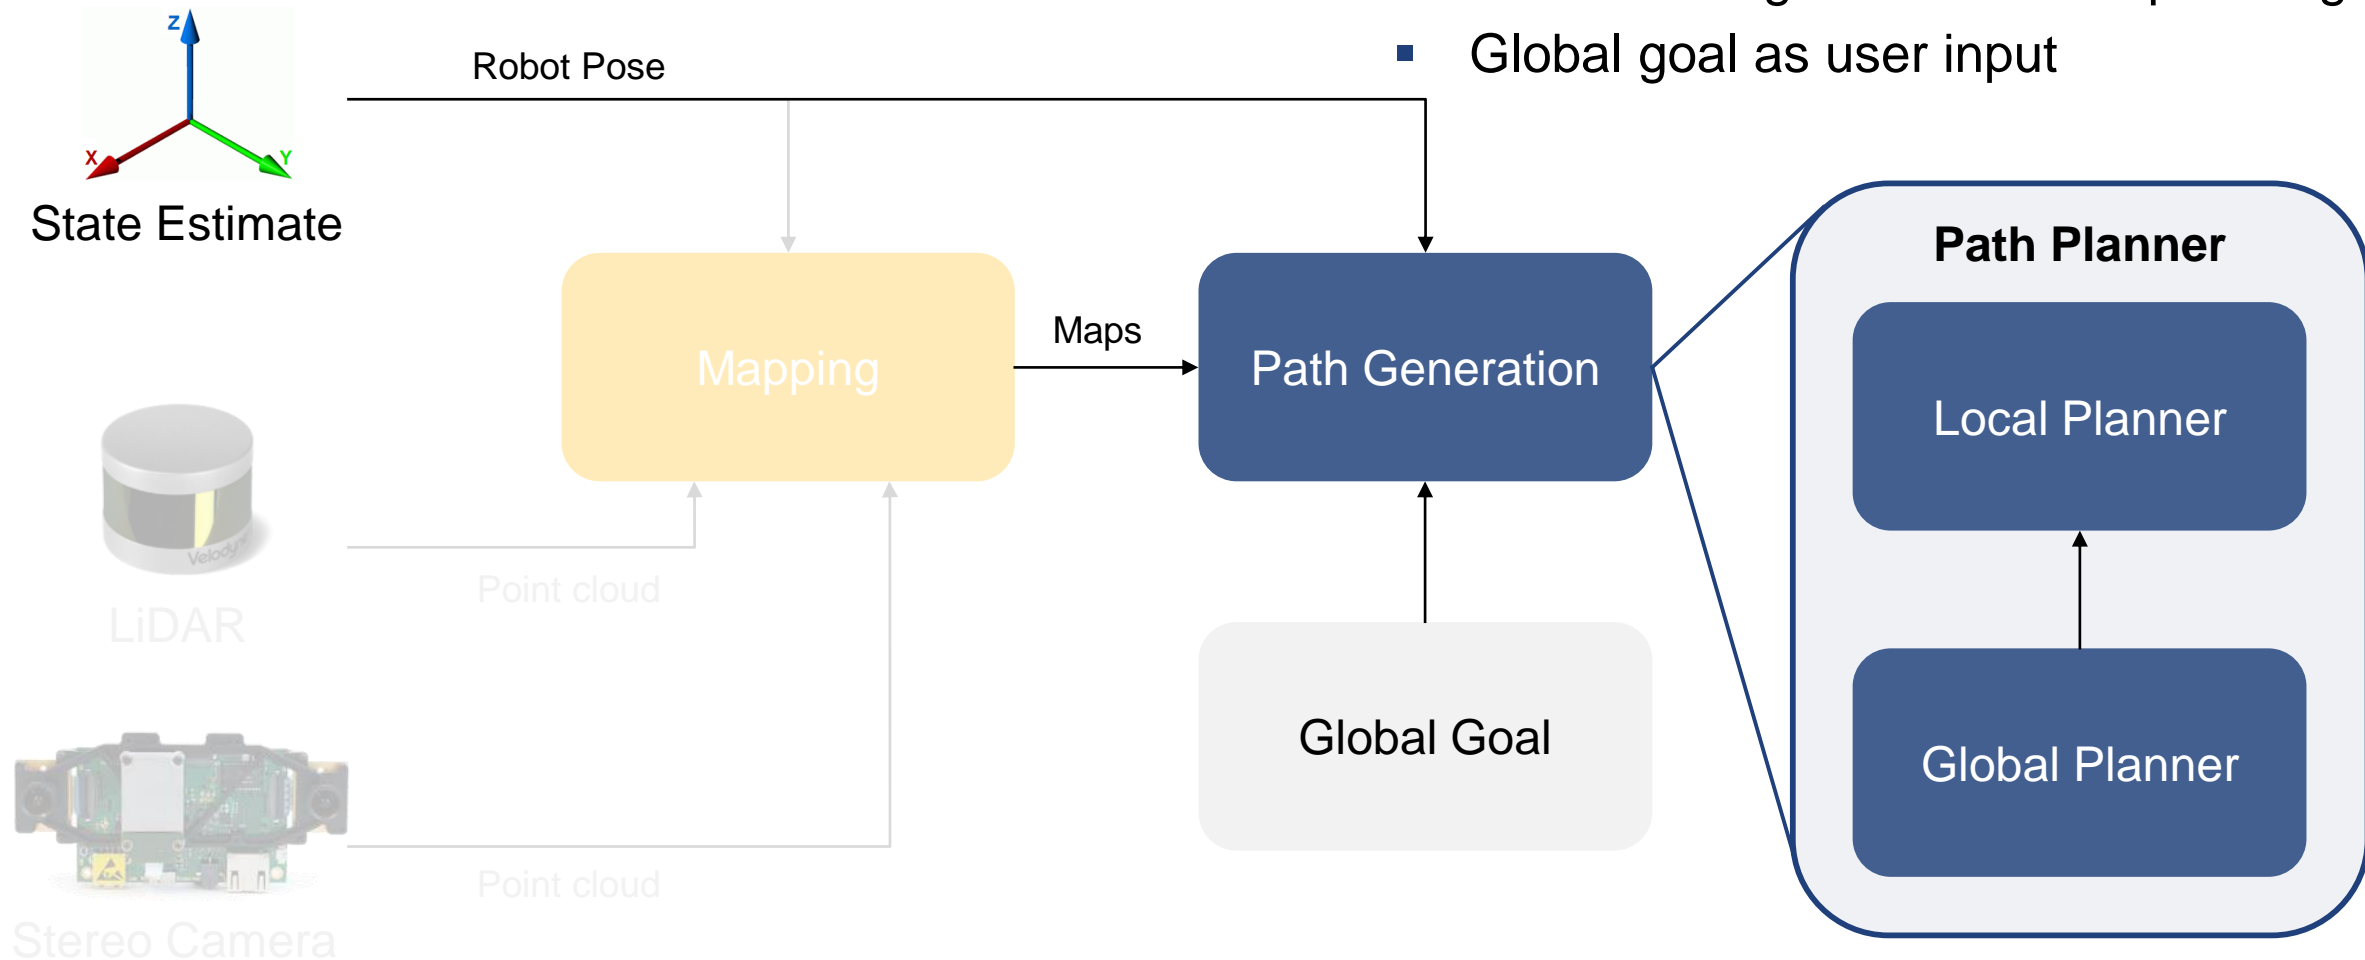 Global goal as user input
Z
X
Y
Robot Pose
State Estimate
Mapping
Maps
Path Generation
Path Planner
Local Planner
Global Planner
Global Goal
Velodyne
LiDAR
Point cloud
Point cloud
Stereo Camera